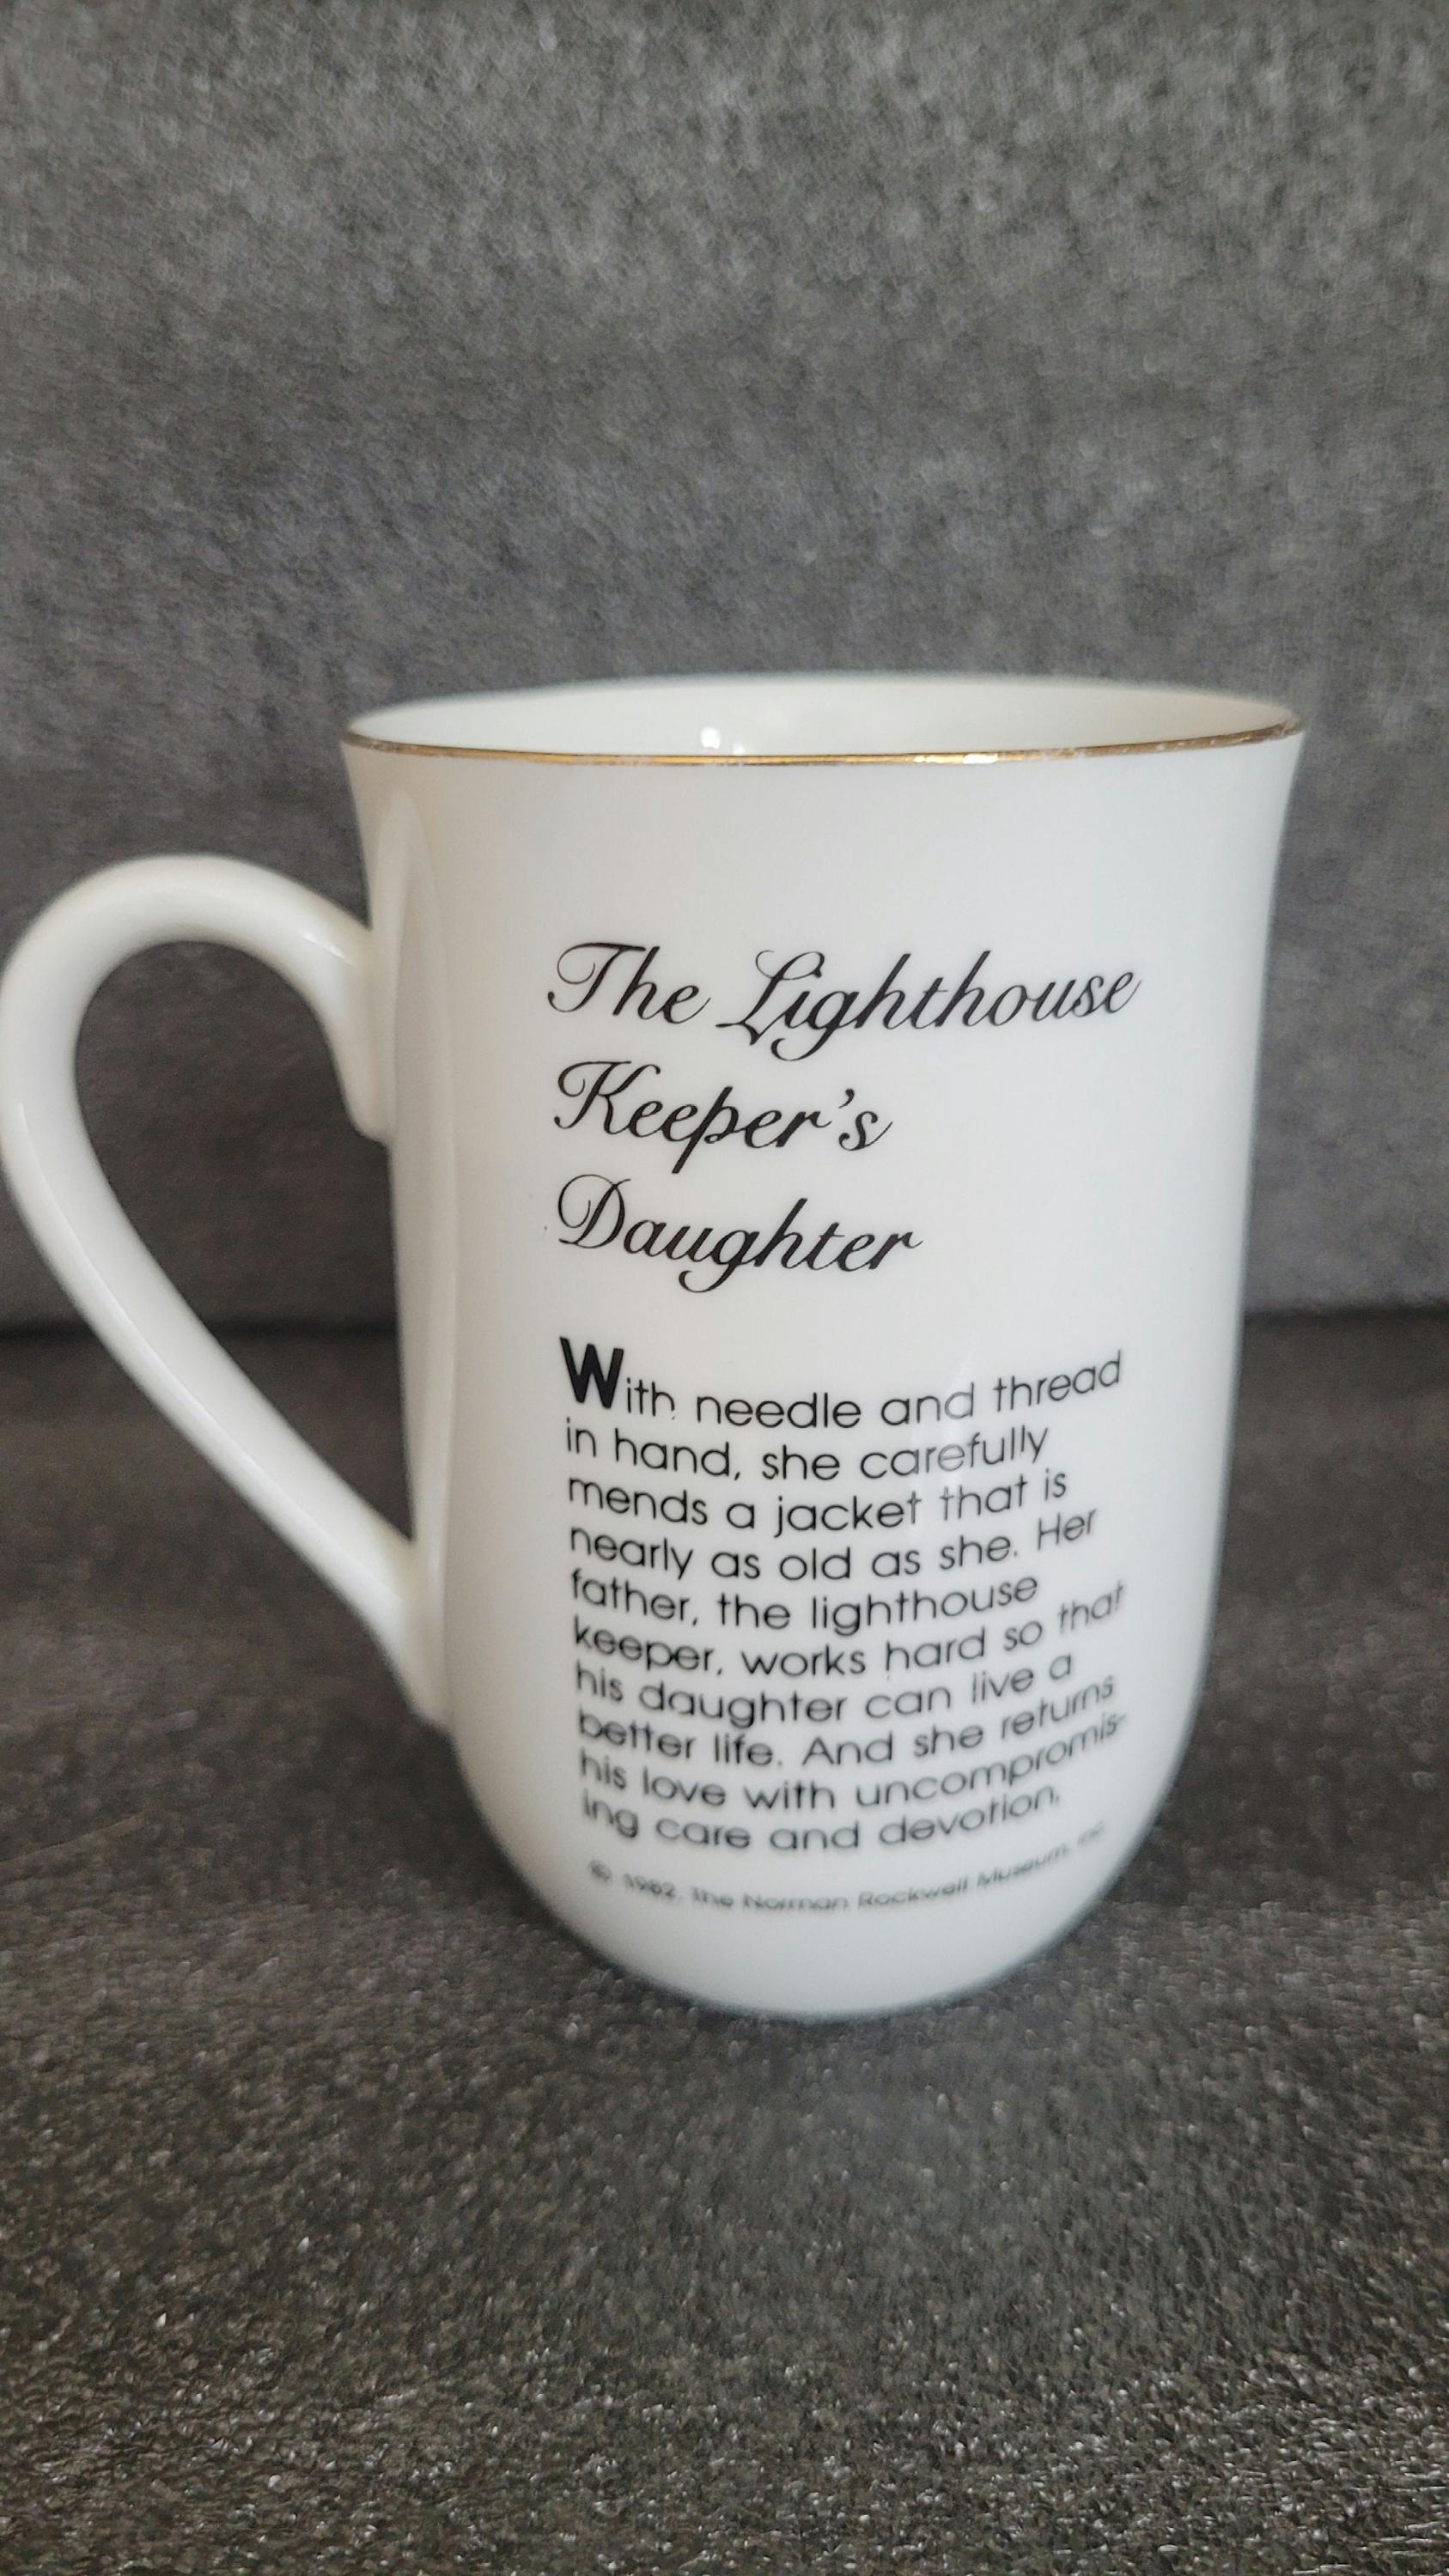 The Lighthouse
Keeper's
Daughter
With needle and thread
in hand, she carefully
mends a jacket that is
nearly as old as she. Her
father, the lighthouse
keeper, works hard so that
his daughter can live a
better life. And she returns
his love with uncompromis-
ing care and devotion.
© 1982, The Norman Rockwell Museum, Inc.